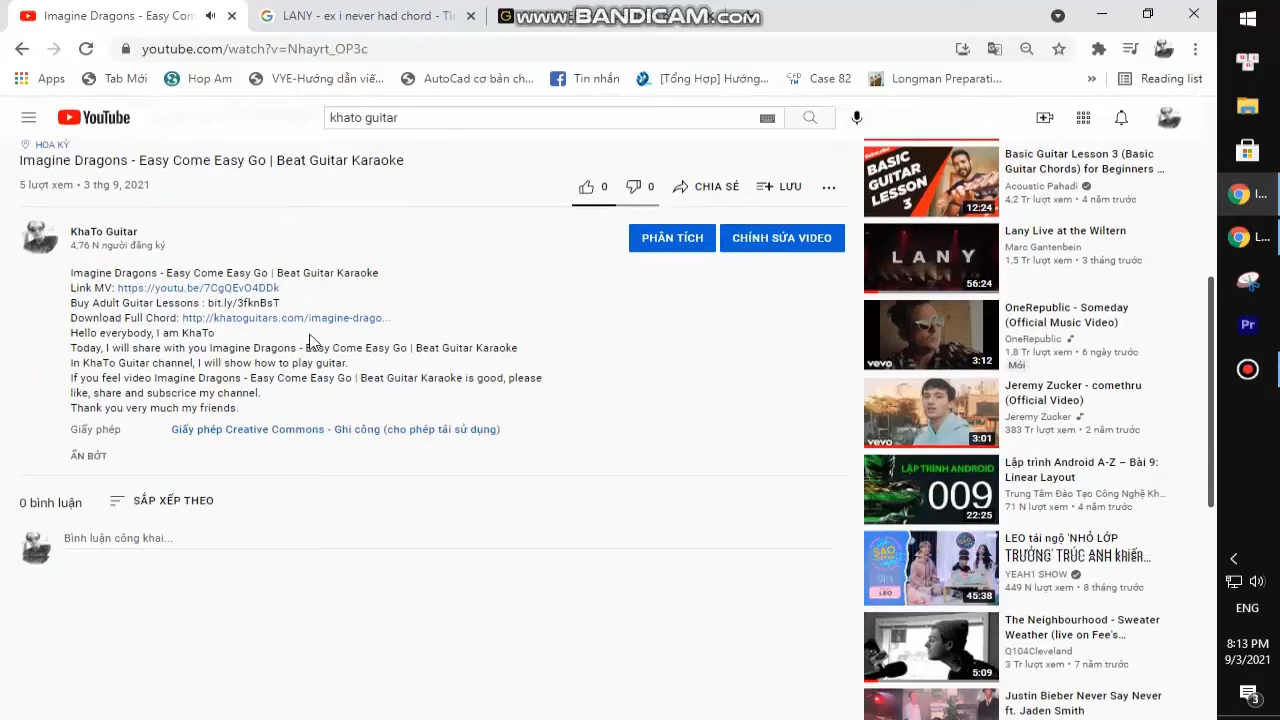 Imagine Dragons - Easy Com
LANY - ex i never had chord - Th
www.BANDICAM.com
youtube.com/watch?v=Nhayrt_OP3c
Apps
Tab Mới
Hop Am
VYE-Hướng dẫn viế...
AutoCad cơ bản ch...
Tin nhắn
[Tổng Hợp] Hướng...
Case 82
Longman Preparati...
»
Reading list
YouTube
khato guitar
HOA KỲ
Imagine Dragons - Easy Come Easy Go | Beat Guitar Karaoke
5 lượt xem • 3 thg 9, 2021
0
0
CHIA SẺ
LƯU
KhaTo Guitar
4,76 N người đăng ký
PHÂN TÍCH
CHỈNH SỬA VIDEO
Imagine Dragons - Easy Come Easy Go | Beat Guitar Karaoke
Link MV: https://youtu.be/7CgQEvO4DDk
Buy Adult Guitar Lessons : bit.ly/3fknBsT
Download Full Chord: http://khatoguitars.com/imagine-drago...
Hello everybody, I am KhaTo
Today, I will share with you Imagine Dragons - Easy Come Easy Go | Beat Guitar Karaoke
In KhaTo Guitar channel, I will show how to play guitar.
If you feel video Imagine Dragons - Easy Come Easy Go | Beat Guitar Karaoke is good, please
like, share and subscrice my channel.
Thank you very much my friends.
Giấy phép
Giấy phép Creative Commons - Ghi công (cho phép tái sử dụng)
ẨN BỚT
0 bình luận
SẮP XẾP THEO
Bình luận công khai...
BASIC
GUITAR
LESSON
3
12:24
Basic Guitar Lesson 3 (Basic
Guitar Chords) for Beginners ...
Acoustic Pahadi
4,2 Tr lượt xem • 4 năm trước
LANY
56:24
Lany Live at the Wiltern
Marc Gantenbein
1,5 Tr lượt xem • 3 tháng trước
vevo
3:12
OneRepublic - Someday
(Official Music Video)
OneRepublic
1,8 Tr lượt xem • 6 ngày trước
Mới
vevo
3:01
Jeremy Zucker - comethru
(Official Video)
Jeremy Zucker
383 Tr lượt xem • 2 năm trước
LẬP TRÌNH ANDROID
009
22:25
Lập trình Android A-Z – Bài 9:
Linear Layout
Trung Tâm Đào Tạo Công Nghệ Kh...
71 N lượt xem • 4 năm trước
LEO
45:38
LEO tái ngộ 'NHỎ LỚP
TRƯỞNG' TRÚC ANH khiến...
YEAH1 SHOW
449 N lượt xem • 8 tháng trước
5:09
The Neighbourhood - Sweater
Weather (live on Fee's...
Q104Cleveland
3 Tr lượt xem • 7 năm trước
Justin Bieber Never Say Never
ft. Jaden Smith
I...
L...
Pr
ENG
8:13 PM
9/3/2021
3